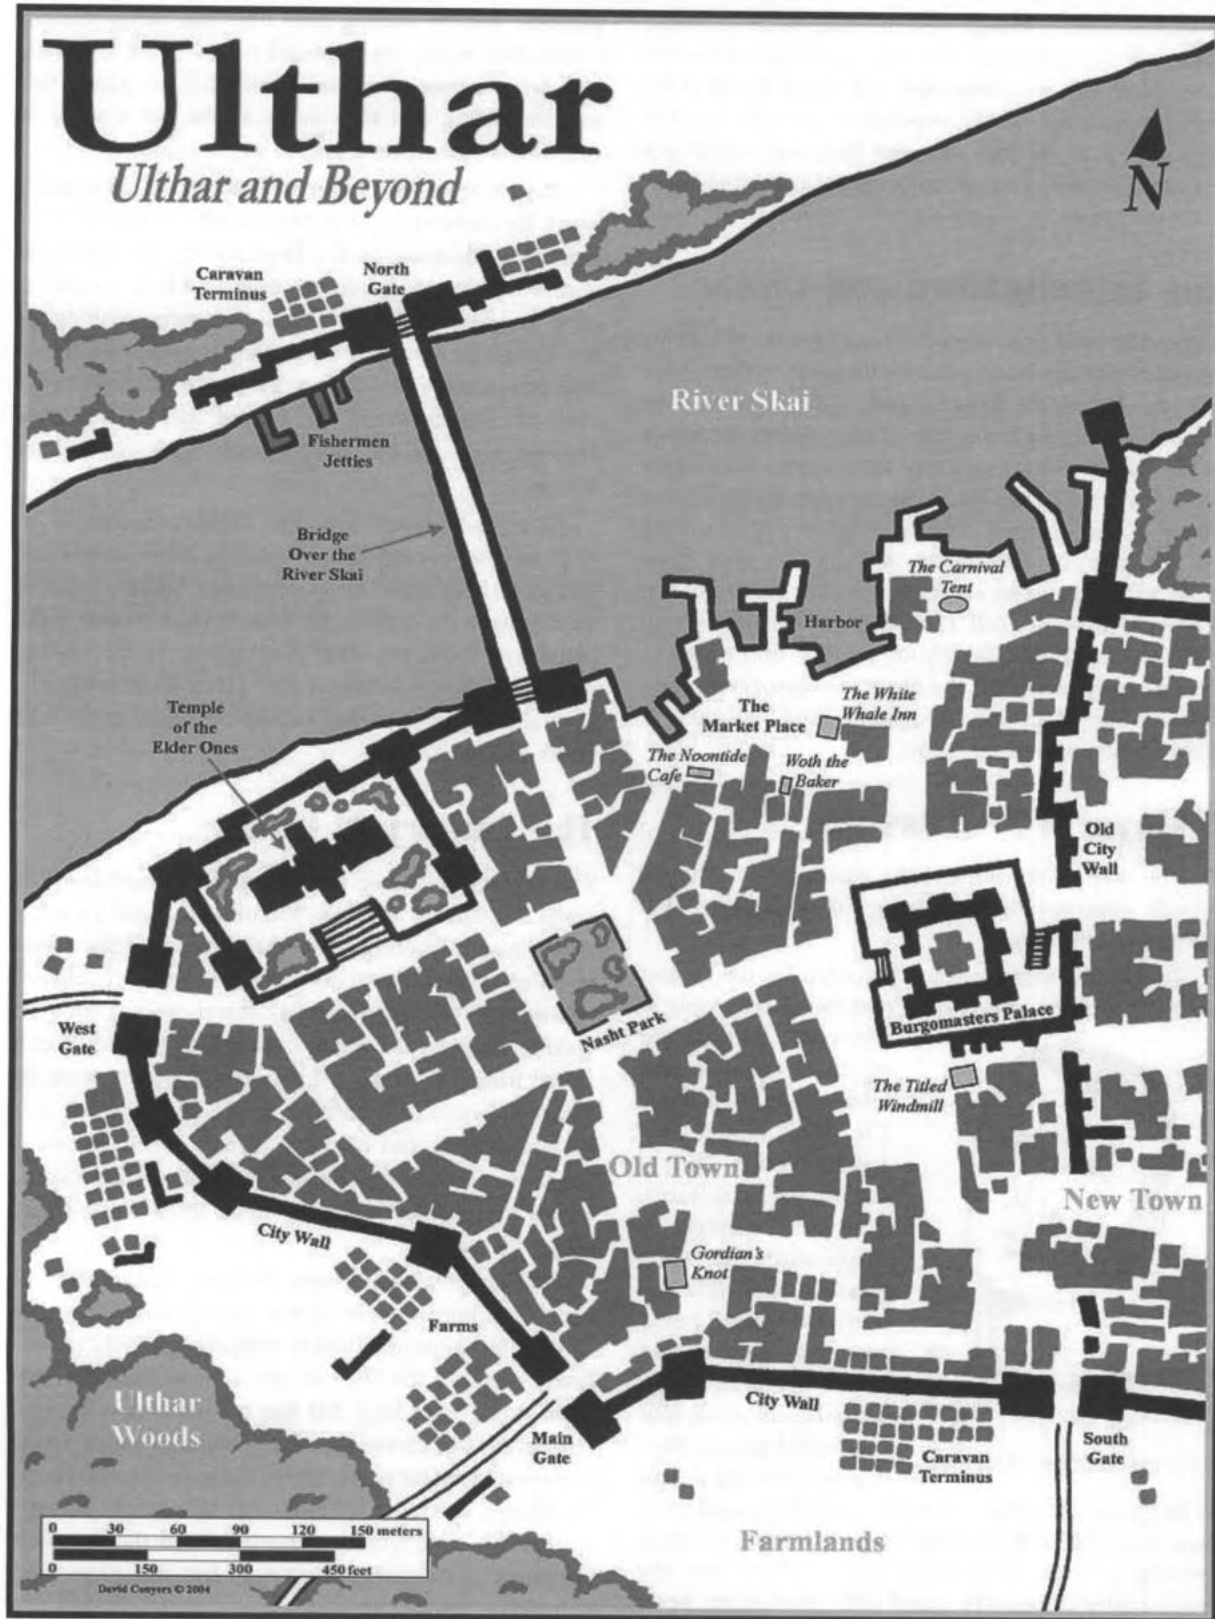 Ulthar
Ulthar and Beyond
N
Caravan
Terminus
North
Gate
River Skai
Fishermen
Jetties
Bridge
Over the
River Skai
The Carnival
Tent
Harbor
Temple
of the
Elder Ones
The
Market Place
The White
Whale Inn
The Noontide
Cafe
Woth the
Baker
Old
City
Wall
West
Gate
Nasht Park
Burgomasters Palace
The Titled
Windmill
Old Town
New Town
City Wall
Gordian's
Knot
Farms
Ulthar
Woods
Main
Gate
City Wall
Caravan
Terminus
South
Gate
Farmlands
0 30 60 90 120 150 meters
0 150 300 450 feet
David Conyers © 2004